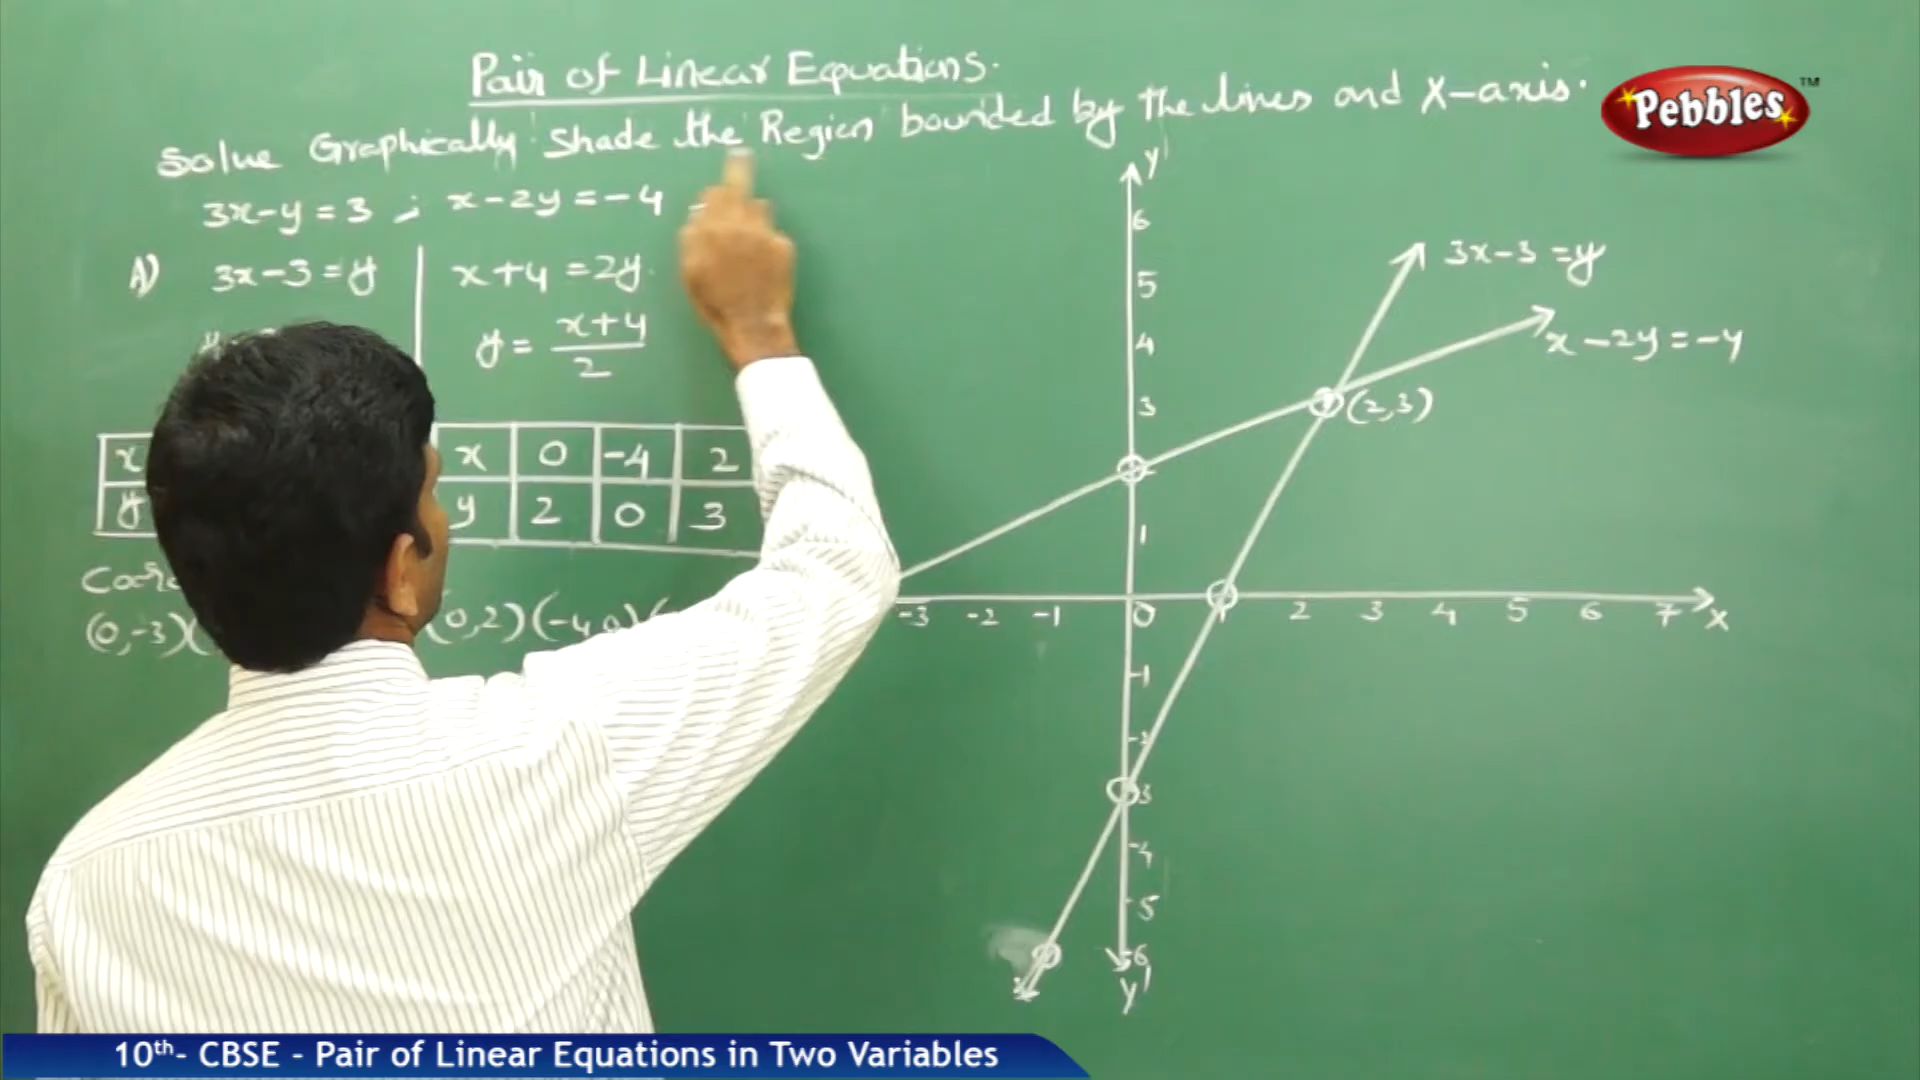 Pair of Linear Equations.
Solve Graphically. Shade the Region bounded by the lines and X-axis.
Pebbles™
3x-y=3 ; x-2y=-4
A) 3x-3=y
x+4=2y.
y = x+4/2
x
y
x 0 -4 2
y 2 0 3
(0,-3)(
(0,2)(-4,0)(
y'
6
5
4
3
1
-3 -2 -1 0 1 2 3 4 5 6 7 x
-1
-2
3
-4
-5
-6
y'
3x-3=y
x-2y=-4
(2,3)
10th- CBSE - Pair of Linear Equations in Two Variables